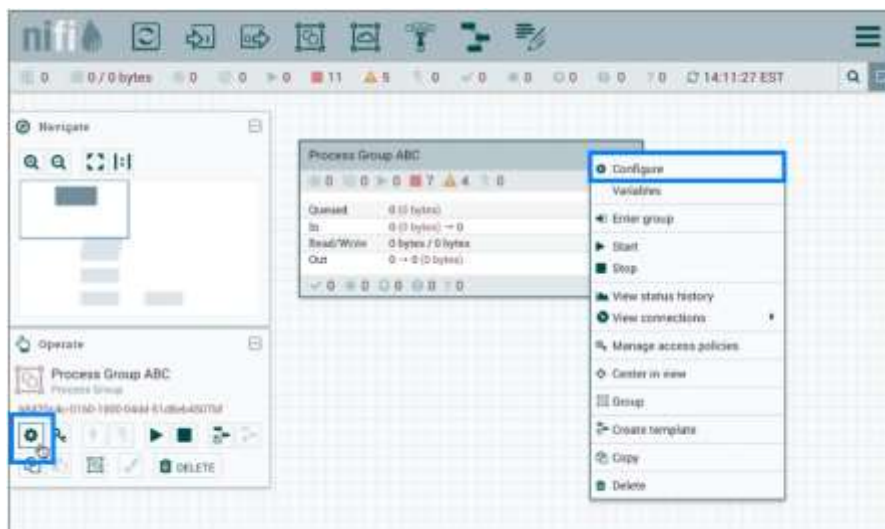 nifi
0 0 / 0 bytes 0 0 0 11 5 0 0 0 0 0 0 14:11:27 EST
Navigate
Process Group ABC
0 0 0 7 4 0
Queued 0 (0 bytes)
In 0 (0 bytes) → 0
Read/Write 0 bytes / 0 bytes
Out 0 → 0 (0 bytes)
0 0 0 0 0
Configure
Variables
Enter group
Start
Stop
View status history
View connections
Manage access policies
Center in view
Group
Create template
Copy
Delete
Operate
Process Group ABC
Process Group
DELETE